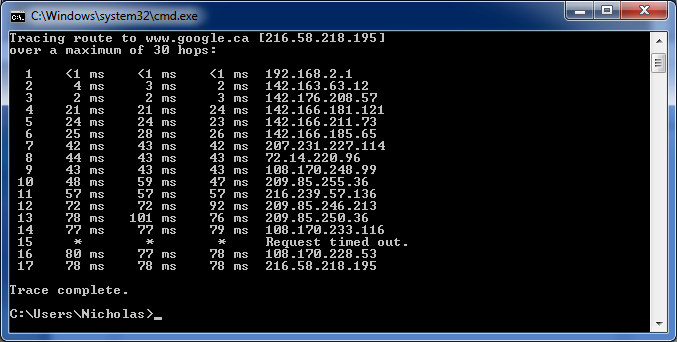 C:\Windows\system32\cmd.exe
Tracing route to www.google.ca [216.58.218.195]
over a maximum of 30 hops:
1 <1 ms <1 ms <1 ms 192.168.2.1
2 4 ms 3 ms 2 ms 142.163.63.12
3 2 ms 2 ms 3 ms 142.176.208.57
4 21 ms 21 ms 24 ms 142.166.181.121
5 24 ms 24 ms 23 ms 142.166.211.73
6 25 ms 28 ms 26 ms 142.166.185.65
7 42 ms 43 ms 42 ms 207.231.227.114
8 44 ms 43 ms 43 ms 72.14.220.96
9 43 ms 43 ms 43 ms 108.170.248.99
10 48 ms 59 ms 47 ms 209.85.255.36
11 57 ms 57 ms 57 ms 216.239.57.136
12 72 ms 72 ms 92 ms 209.85.246.213
13 78 ms 101 ms 76 ms 209.85.250.36
14 77 ms 77 ms 79 ms 108.170.233.116
15 * * * Request timed out.
16 80 ms 77 ms 78 ms 108.170.228.53
17 78 ms 78 ms 78 ms 216.58.218.195
Trace complete.
C:\Users\Nicholas>_